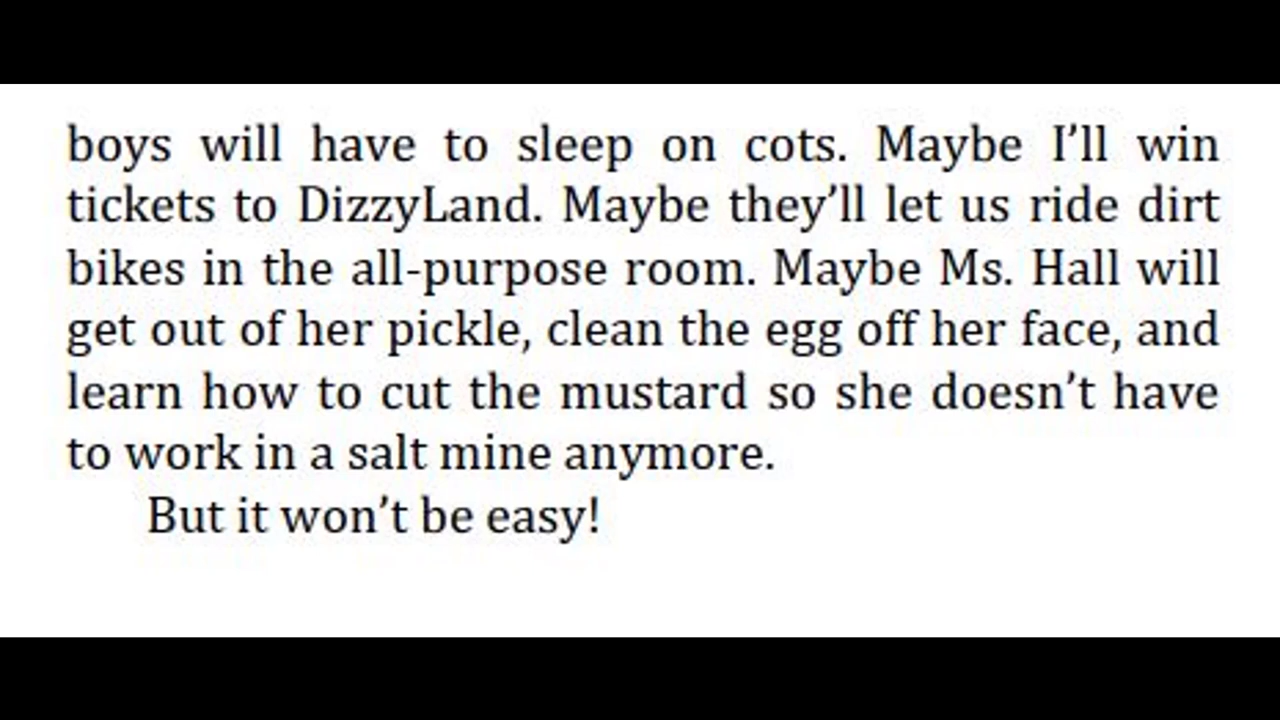 boys will have to sleep on cots. Maybe I’ll win
tickets to DizzyLand. Maybe they’ll let us ride dirt
bikes in the all-purpose room. Maybe Ms. Hall will
get out of her pickle, clean the egg off her face, and
learn how to cut the mustard so she doesn’t have
to work in a salt mine anymore.
But it won’t be easy!